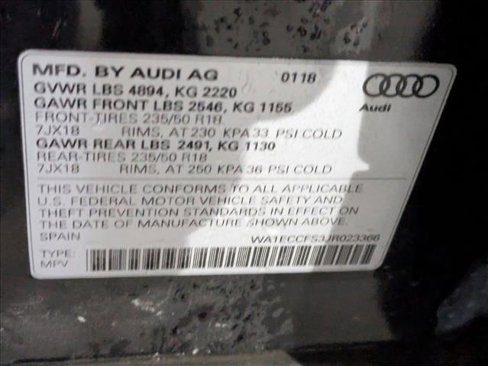 MFD. BY AUDI AG 0118
GVWR LBS 4894, KG 2220
GAWR FRONT LBS 2546, KG 1155
FRONT-TIRES 235/50 R18
7JX18 RIMS, AT 230 KPA 33 PSI COLD
GAWR REAR LBS 2491, KG 1130
REAR-TIRES 235/50 R18
7JX18 RIMS, AT 250 KPA 36 PSI COLD
Audi
THIS VEHICLE CONFORMS TO ALL APPLICABLE
U.S. FEDERAL MOTOR VEHICLE SAFETY AND
THEFT PREVENTION STANDARDS IN EFFECT ON
THE DATE OF MANUFACTURE SHOWN ABOVE.
SPAIN WA1ECCFS3JR023366
TYPE:
MPV